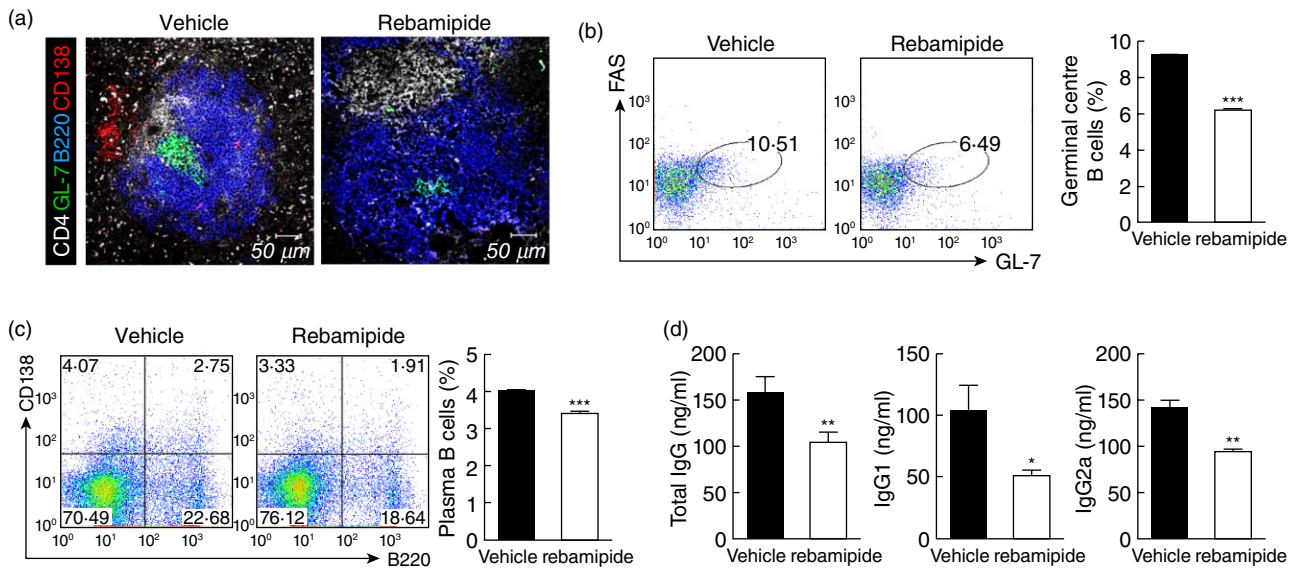 (a)
Vehicle
Rebamipide
CD4 GL-7 B220 CD138
50 µm
50 µm
(b)
Vehicle
Rebamipide
FAS
10³
10²
10¹
10⁰
10·51
10⁰ 10¹ 10² 10³
10³
10²
10¹
10⁰
6·49
10⁰ 10¹ 10² 10³
GL-7
Germinal centre
B cells (%)
10
8
6
4
2
0
***
Vehicle rebamipide
(c)
Vehicle
Rebamipide
CD138
4·07 2·75
10³
10²
10¹
10⁰
70·49 22·68
10⁰ 10¹ 10² 10³
3·33 1·91
10³
10²
10¹
10⁰
76·12 18·64
10⁰ 10¹ 10² 10³
B220
Plasma B cells (%)
5
4
3
2
1
0
***
Vehicle rebamipide
(d)
Total IgG (ng/ml)
200
150
100
50
0
**
Vehicle rebamipide
IgG1 (ng/ml)
150
100
50
0
*
Vehicle rebamipide
IgG2a (ng/ml)
200
150
100
50
0
**
Vehicle rebamipide